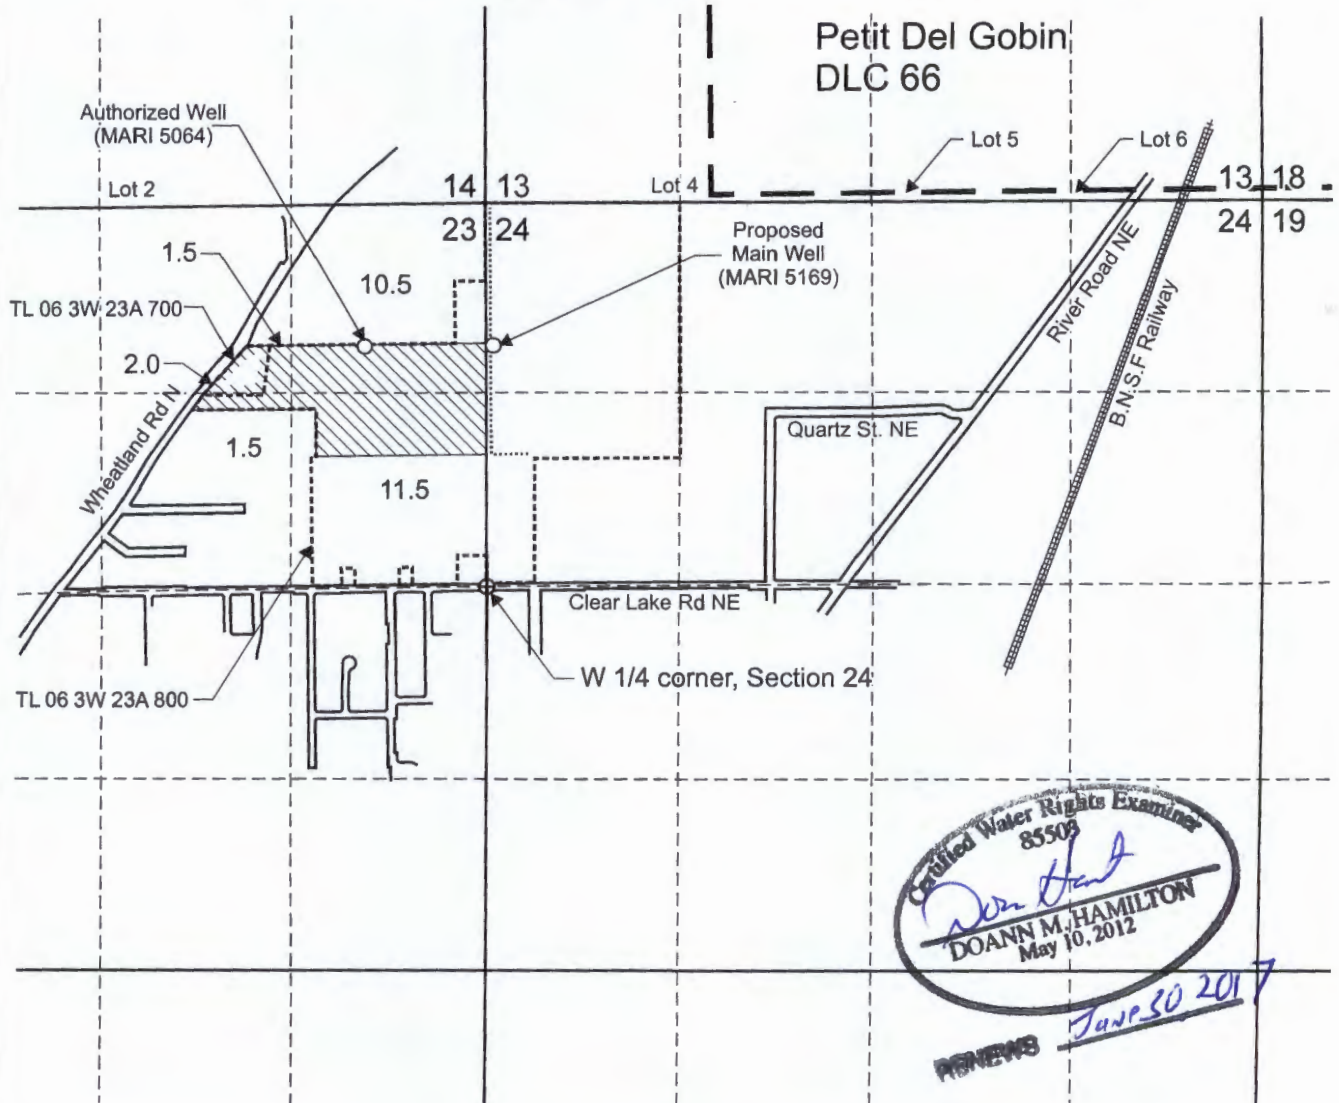 Petit Del Gobin
DLC 66
Authorized Well
(MARI 5064)
Lot 5
Lot 6
Lot 2
14 13
Lot 4
13 18
23 24
24 19
Proposed
Main Well
(MARI 5169)
1.5
10.5
TL 06 3W 23A 700
River Road NE
B.N.S.F Railway
2.0
Wheatland Rd N
1.5
Quartz St. NE
11.5
Clear Lake Rd NE
W 1/4 corner, Section 24
TL 06 3W 23A 800
Certified Water Rights Examiner
85503
DOANN M. HAMILTON
May 10, 2012
RENEWS June 30 2017